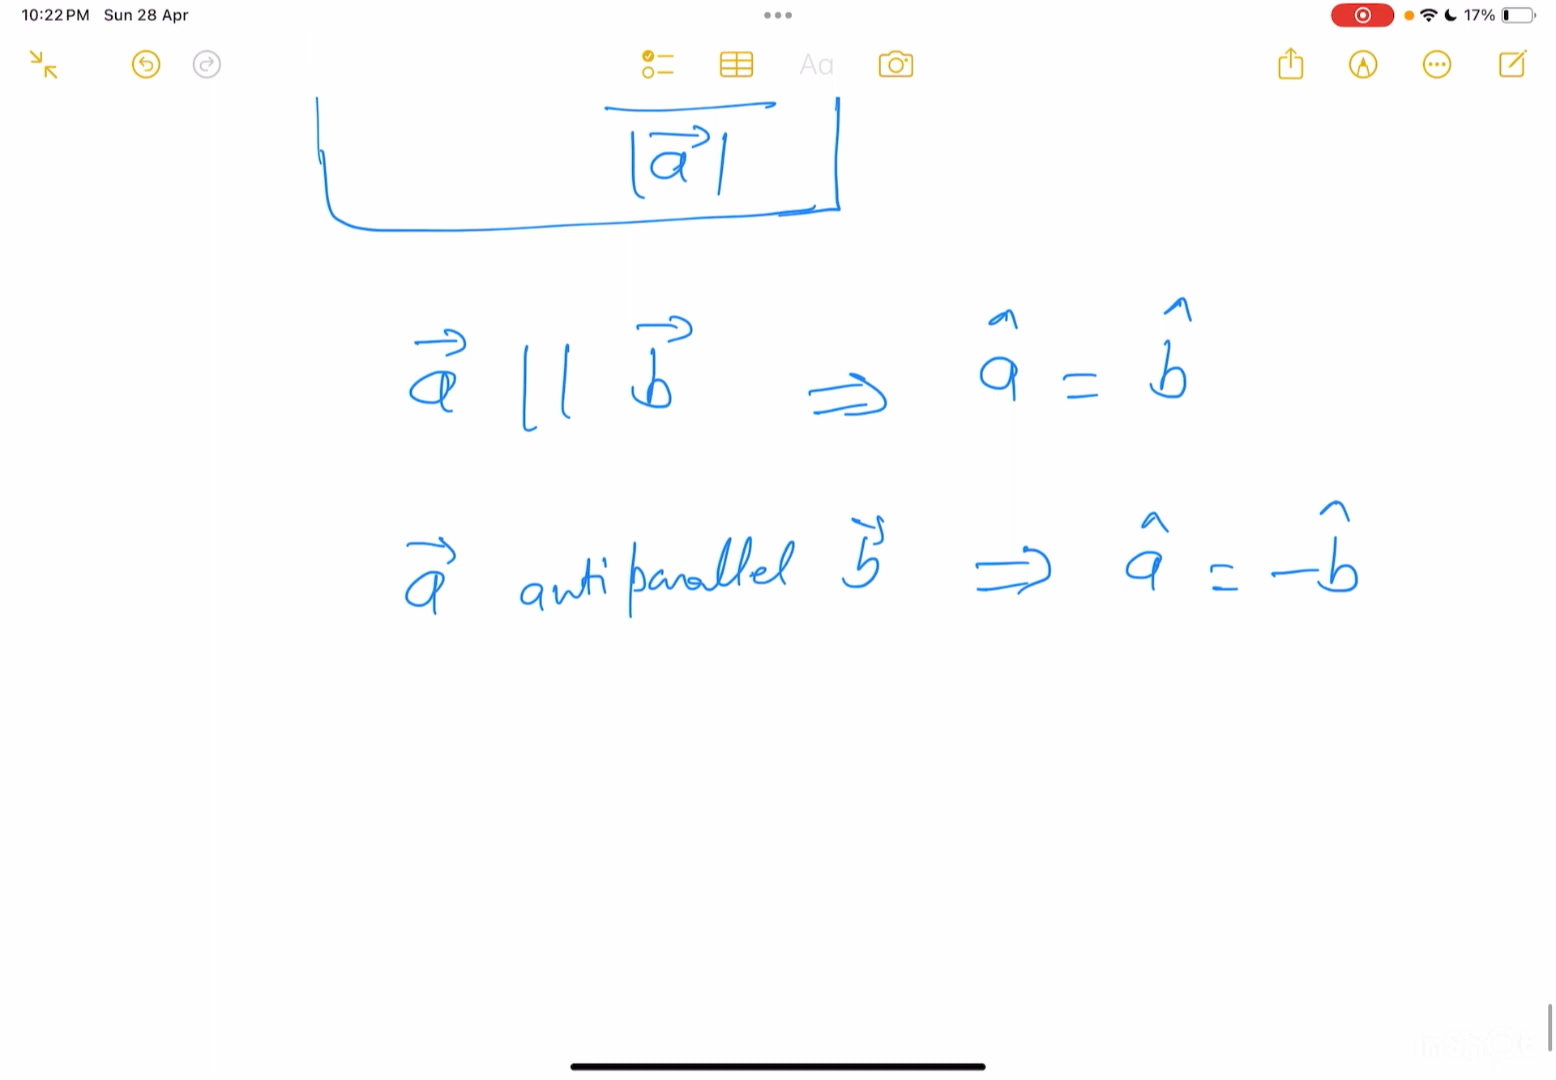 10:22 PM Sun 28 Apr 17%
Aa
|a⃗|
a⃗ || b⃗ ⇒ â = b̂
a⃗ antiparallel b⃗ ⇒ â = -b̂